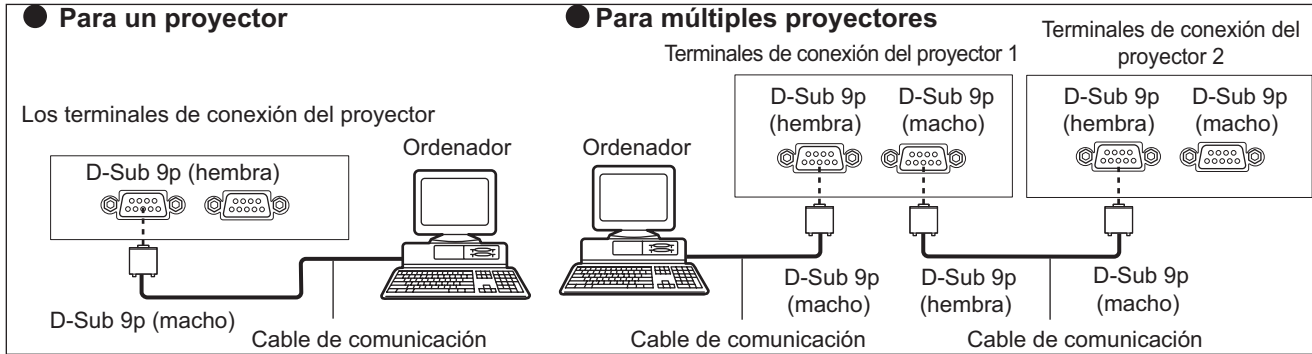 ● Para un proyector
Los terminales de conexión del proyector
D-Sub 9p (hembra)
Ordenador
D-Sub 9p (macho)
Cable de comunicación
● Para múltiples proyectores
Terminales de conexión del proyector 1
Terminales de conexión del
proyector 2
D-Sub 9p
(hembra)
D-Sub 9p
(macho)
D-Sub 9p
(hembra)
D-Sub 9p
(macho)
Ordenador
D-Sub 9p
(macho)
D-Sub 9p
(hembra)
D-Sub 9p
(macho)
Cable de comunicación
Cable de comunicación